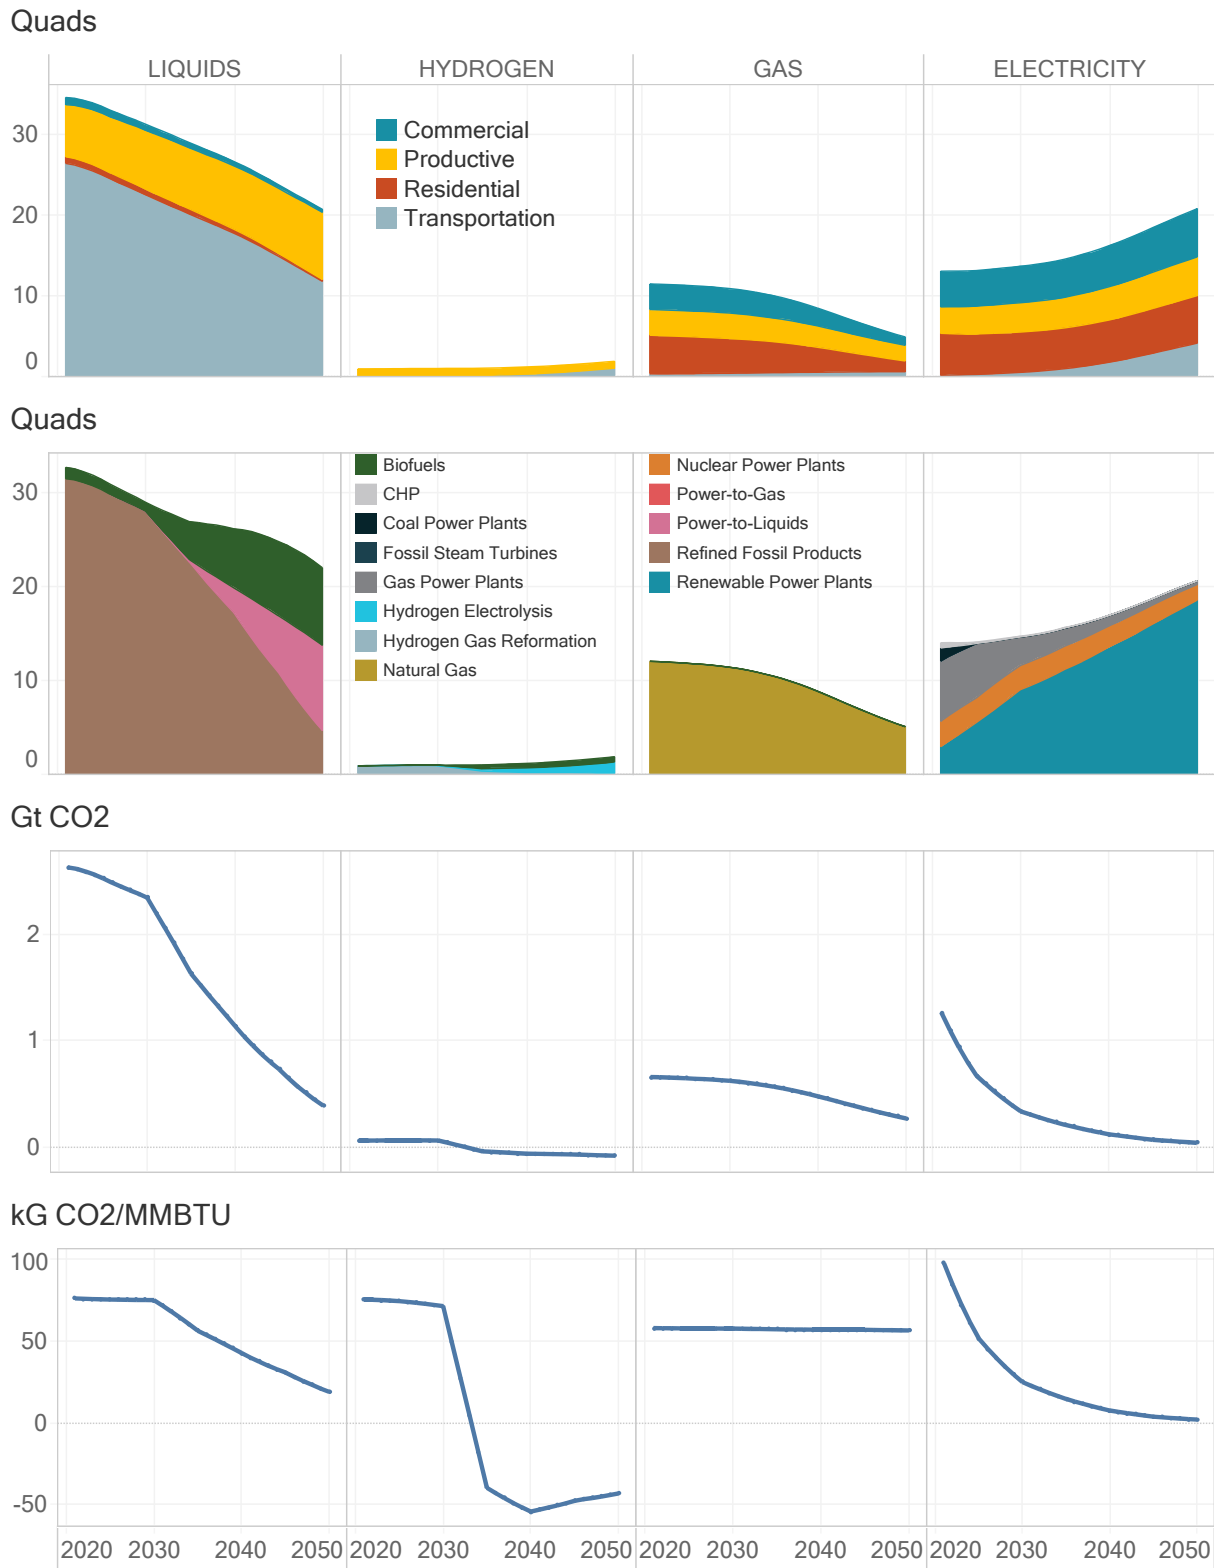 Quads
LIQUIDS HYDROGEN GAS ELECTRICITY
30
20
10
0
Commercial
Productive
Residential
Transportation
Quads
30
20
10
0
Biofuels
CHP
Coal Power Plants
Fossil Steam Turbines
Gas Power Plants
Hydrogen Electrolysis
Hydrogen Gas Reformation
Natural Gas
Nuclear Power Plants
Power-to-Gas
Power-to-Liquids
Refined Fossil Products
Renewable Power Plants
Gt CO2
2
1
0
kG CO2/MMBTU
100
50
0
-50
2020 2030 2040 2050 2020 2030 2040 2050 2020 2030 2040 2050 2020 2030 2040 2050